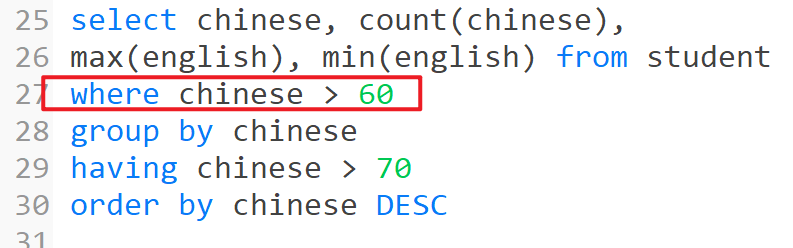 25 select chinese, count(chinese),
26 max(english), min(english) from student
27 where chinese > 60
28 group by chinese
29 having chinese > 70
30 order by chinese DESC
31